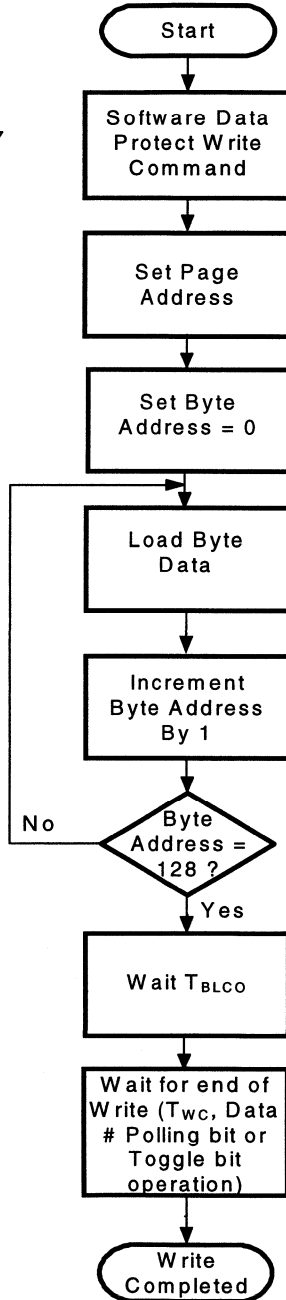 Start
Software Data
Protect Write
Command
Set Page
Address
Set Byte
Address = 0
Load Byte
Data
Increment
Byte Address
By 1
Byte
Address =
128 ?
No
Yes
Wait TBLCO
Wait for end of
Write (TWC, Data
# Polling bit or
Toggle bit
operation)
Write
Completed